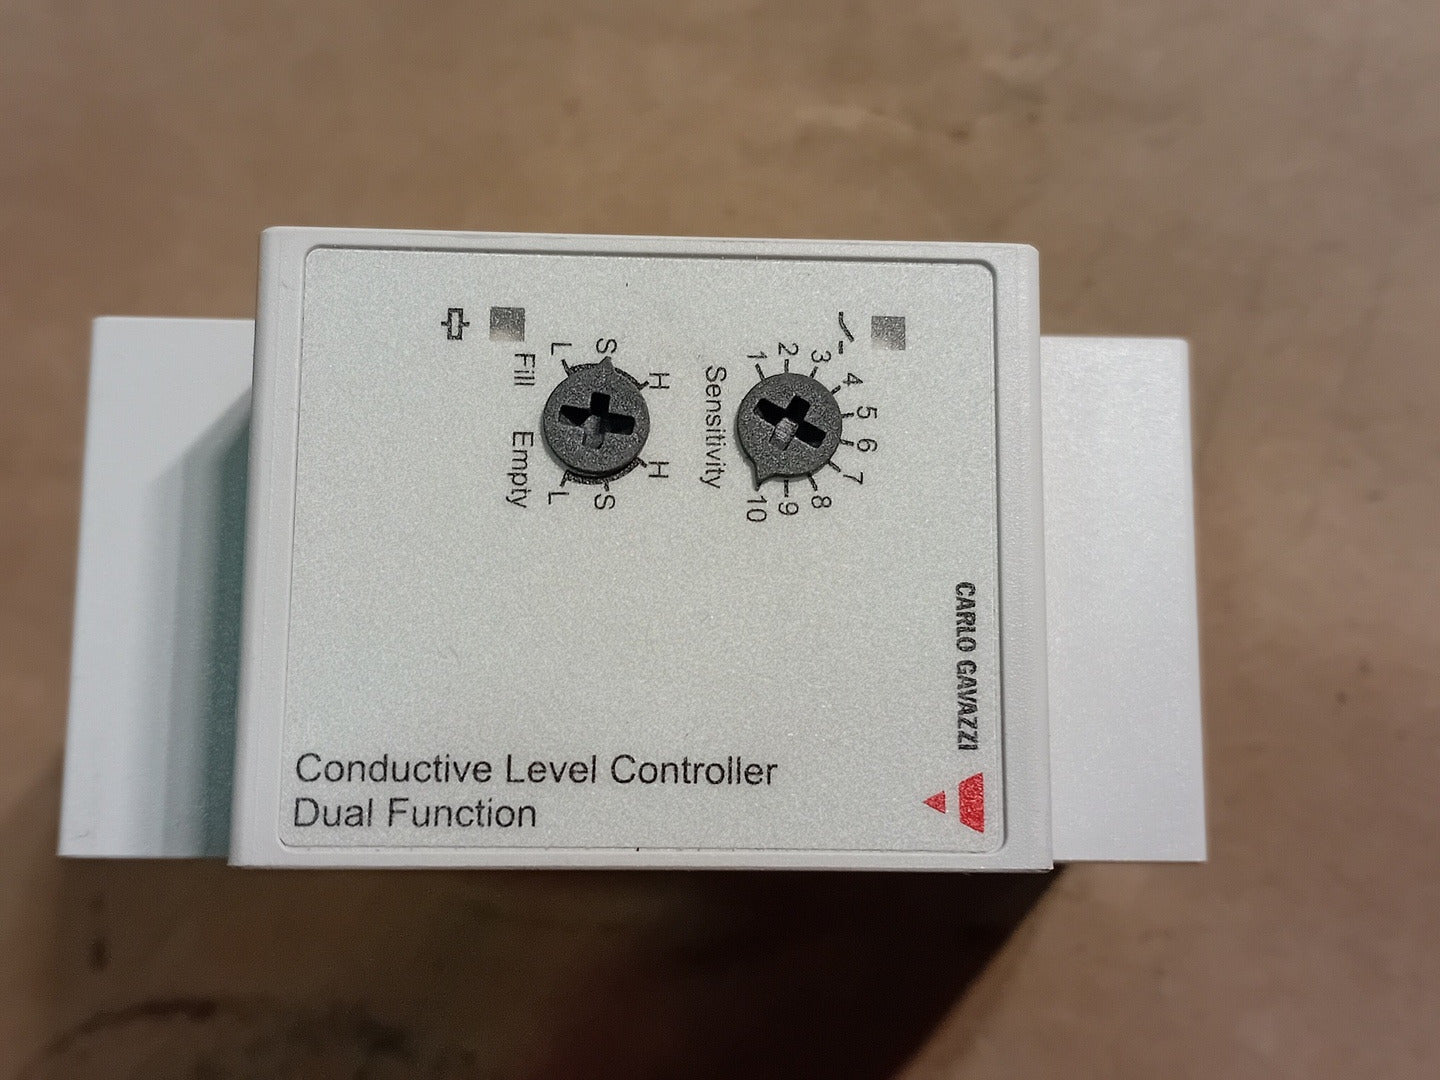 Fill
Empty
L
S
H
H
S
L
Sensitivity
1
2
3
4
5
6
7
8
9
10
CARLO GAVAZZI
Conductive Level Controller
Dual Function